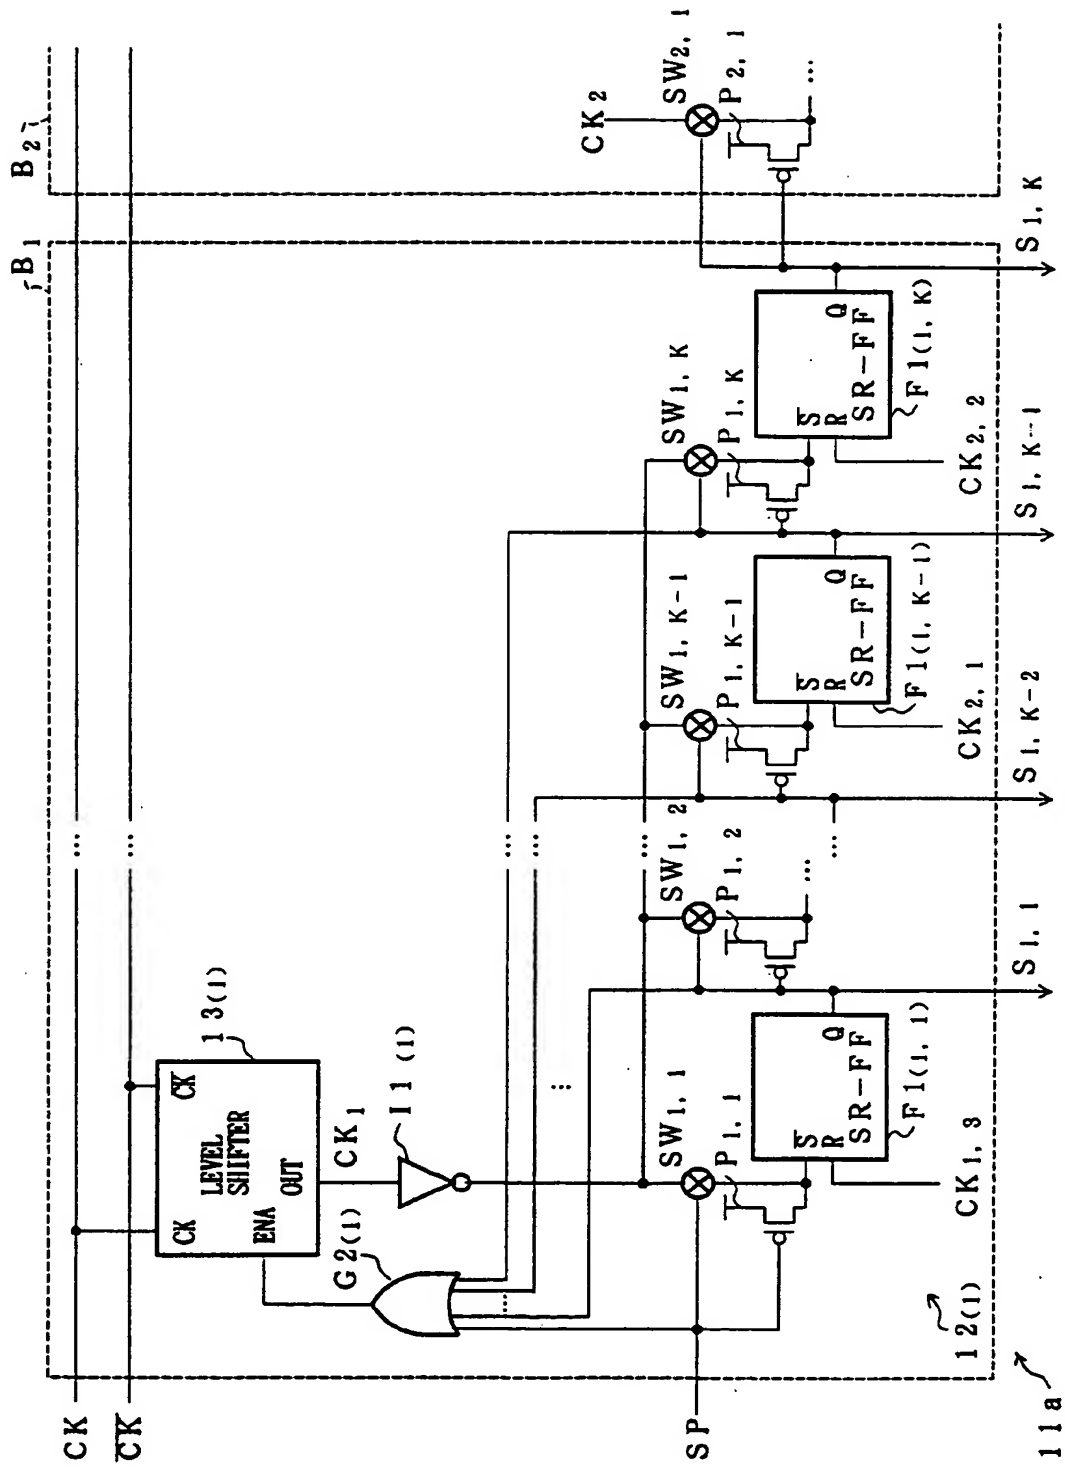 B2
B1
CK
C̅K̅
13(1)
CK
C̅K̅
LEVEL
SHIFTER
ENA
OUT
G2(1)
CK1
I1(1)
...
...
...
...
...
...
SP
SW1, 1
SW1, 2
SW1, K-1
SW1, K
CK2
SW2, 1
P1, 1
P1, 2
P1, K-1
P1, K
P2, 1
...
...
...
...
S̅
R
Q
SR-FF
F1(1, 1)
S̅
R
Q
SR-FF
F1(1, K-1)
S̅
R
Q
SR-FF
F1(1, K)
CK1, 3
CK2, 1
CK2, 2
12(1)
S1, 1
S1, K-2
S1, K-1
S1, K
11a